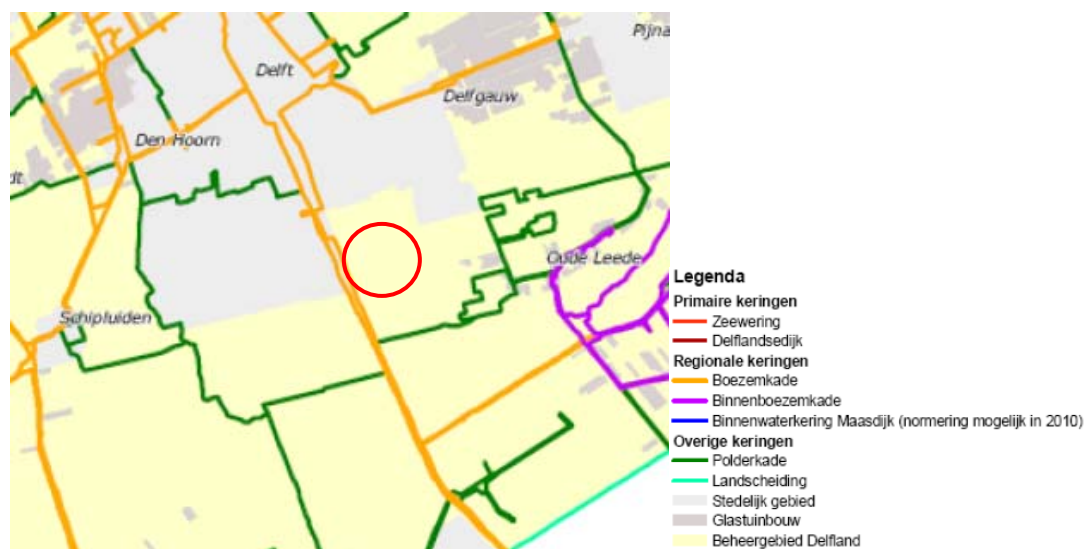 Pijna
Delft
Delfgauw
Den Hoorn
dt
Oude Leede
Schipluiden
Legenda
Primaire keringen
Zeewering
Delflandsedijk
Regionale keringen
Boezemkade
Binnenboezemkade
Binnenwaterkering Maasdijk (normering mogelijk in 2010)
Overige keringen
Polderkade
Landscheiding
Stedelijk gebied
Glastuinbouw
Beheergebied Delfland